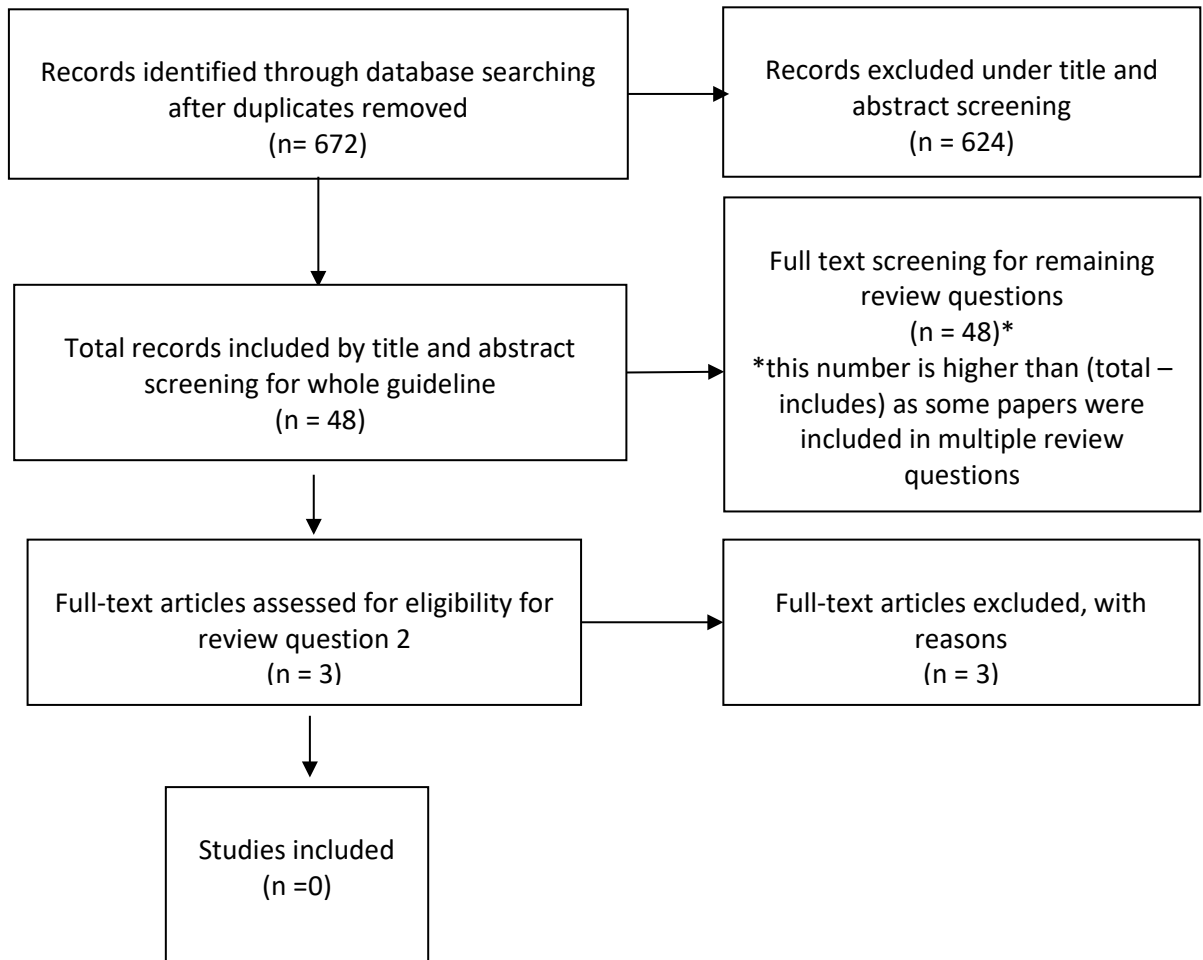 Records identified through database searching
after duplicates removed
(n= 672)
Records excluded under title and
abstract screening
(n = 624)
Total records included by title and abstract
screening for whole guideline
(n = 48)
Full text screening for remaining
review questions
(n = 48)*
*this number is higher than (total –
includes) as some papers were
included in multiple review
questions
Full-text articles assessed for eligibility for
review question 2
(n = 3)
Full-text articles excluded, with
reasons
(n = 3)
Studies included
(n =0)